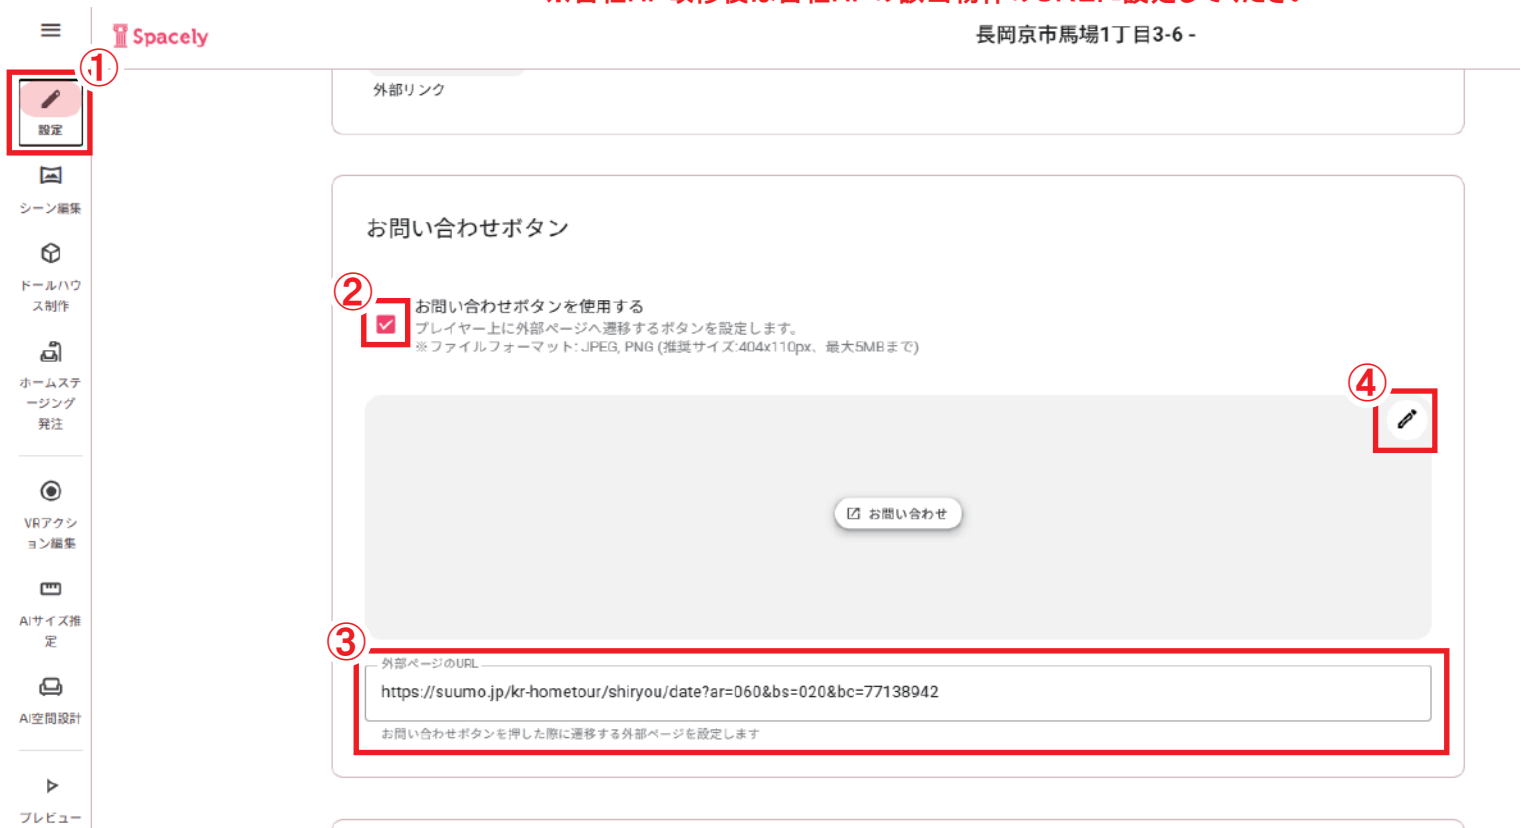 Spacely
長岡京市馬場1丁目3-6 -
①
設定
シーン編集
ドールハウ
ス制作
ホームステ
ージング
発注
VRアクシ
ョン編集
AIサイズ推
定
AI空間設計
プレビュー
外部リンク
お問い合わせボタン
②
お問い合わせボタンを使用する
プレイヤー上に外部ページへ遷移するボタンを設定します。
※ファイルフォーマット: JPEG, PNG (推奨サイズ:404x110px、最大5MBまで)
④
お問い合わせ
③
外部ページのURL
https://suumo.jp/kr-hometour/shiryou/date?ar=060&bs=020&bc=77138942
お問い合わせボタンを押した際に遷移する外部ページを設定します